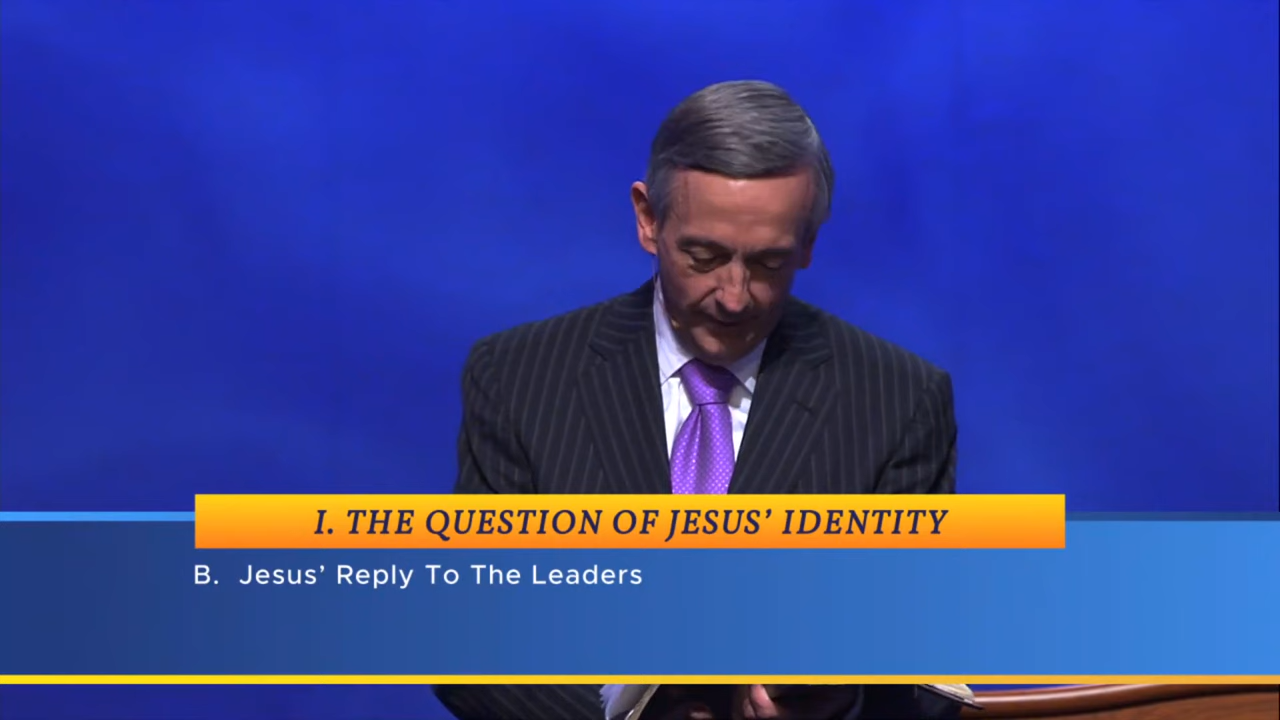 I. THE QUESTION OF JESUS’ IDENTITY
B. Jesus’ Reply To The Leaders